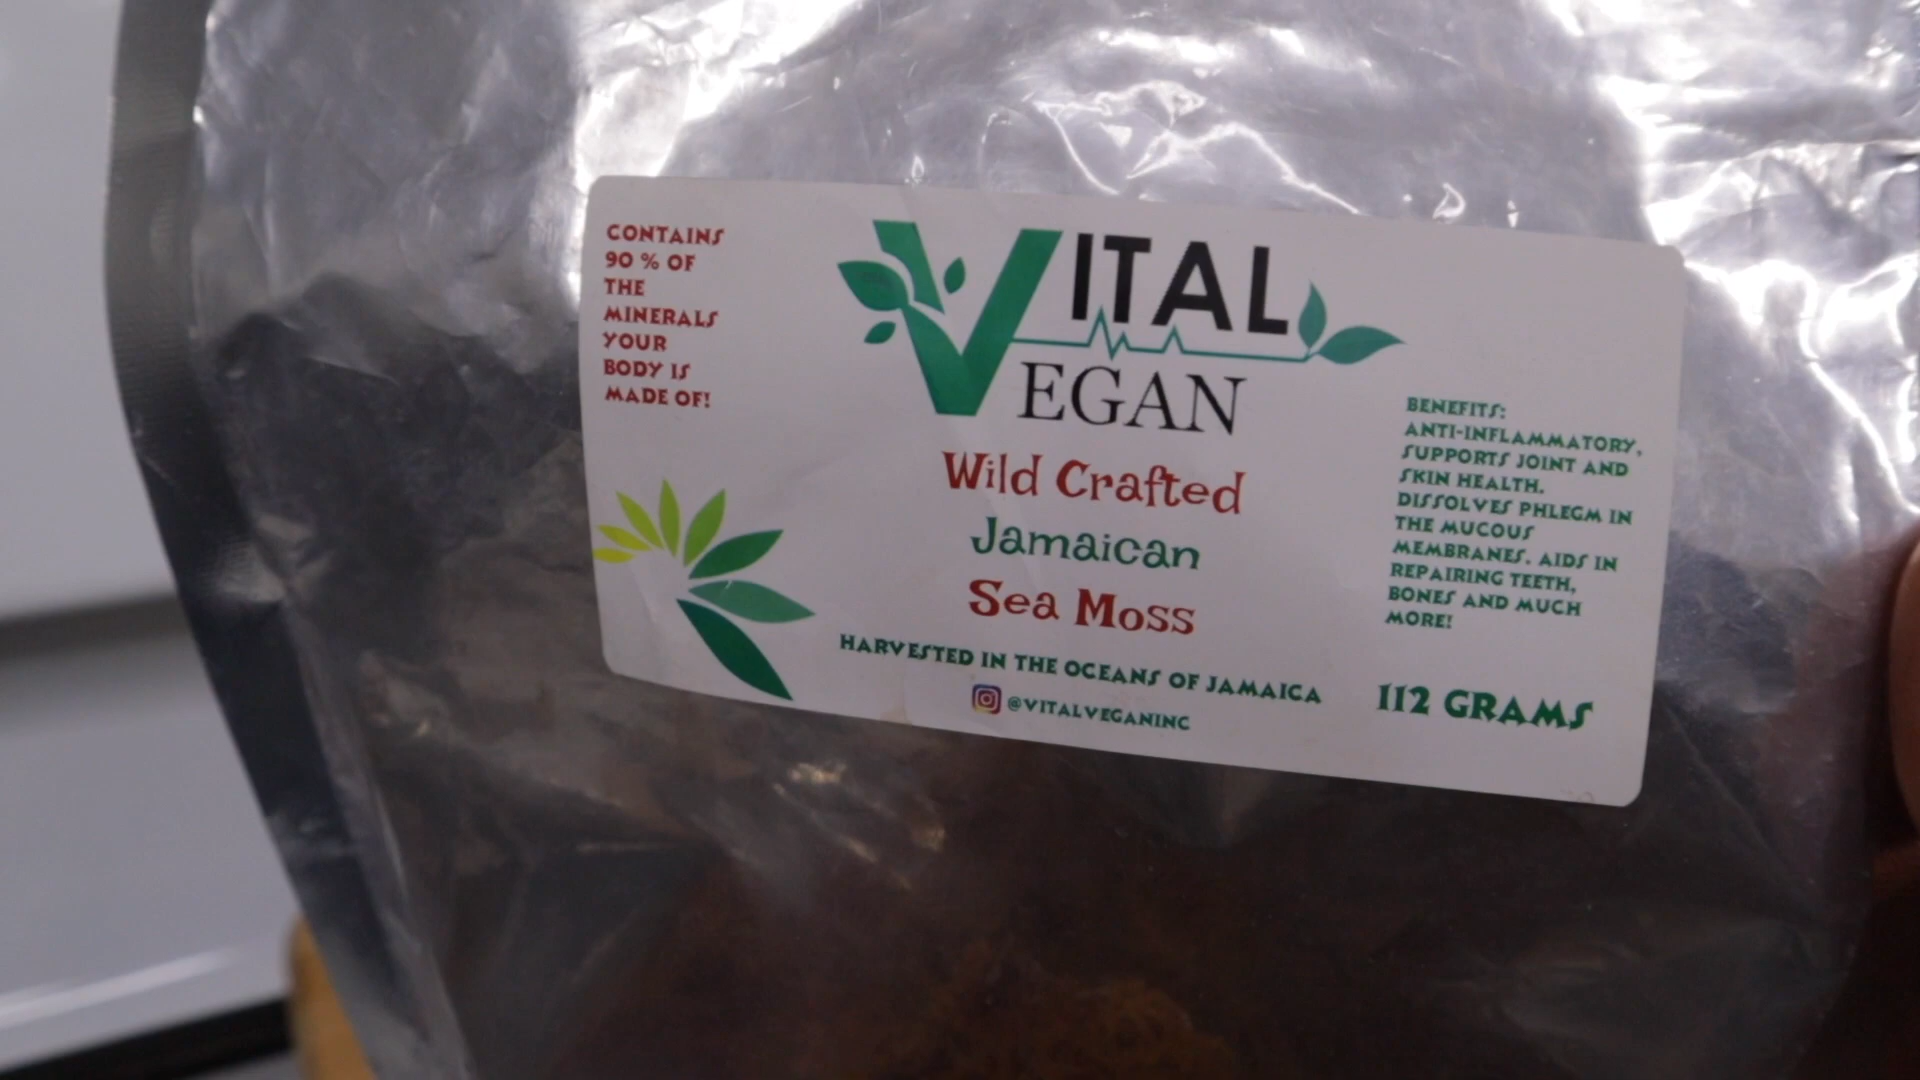 CONTAINS
90 % OF
THE
MINERALS
YOUR
BODY IS
MADE OF!
VITAL
VEGAN
Wild Crafted
Jamaican
Sea Moss
HARVESTED IN THE OCEANS OF JAMAICA
@VITALVEGANINC
BENEFITS:
ANTI-INFLAMMATORY,
SUPPORTS JOINT AND
SKIN HEALTH.
DISSOLVES PHLEGM IN
THE MUCOUS
MEMBRANES. AIDS IN
REPAIRING TEETH,
BONES AND MUCH
MORE!
112 GRAMS